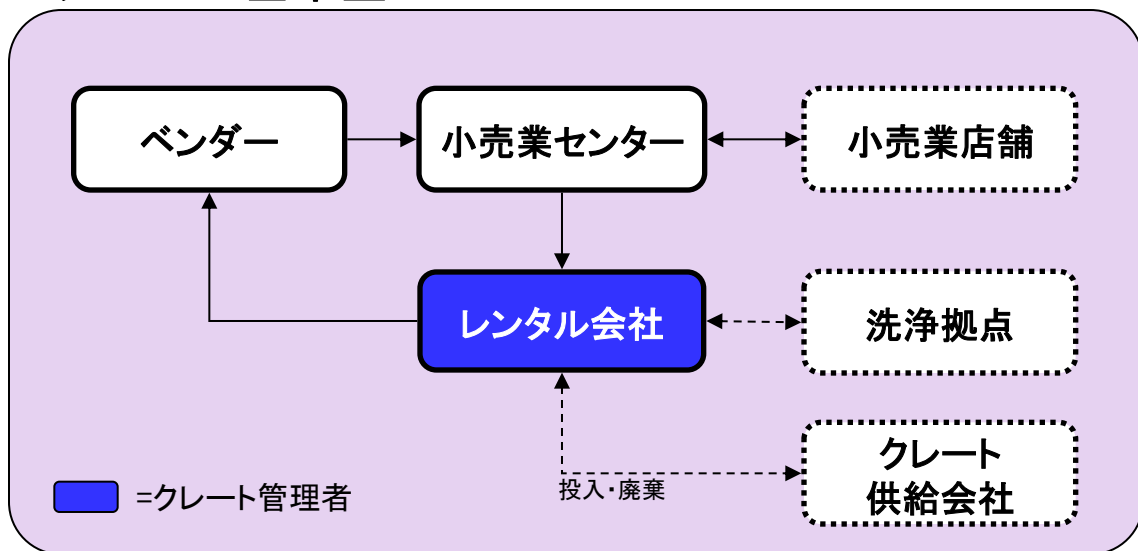 ベンダー
小売業センター
小売業店舗
レンタル会社
洗浄拠点
クレート
供給会社
投入・廃棄
=クレート管理者